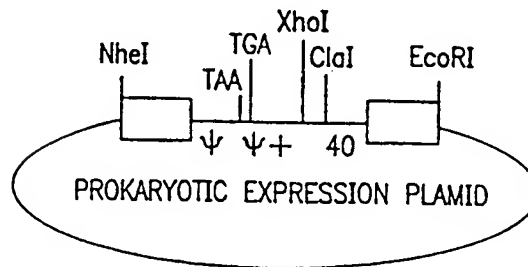 XhoI
TGA
NheI
ClaI
EcoRI
TAA
ψ ψ+ 40
PROKARYOTIC EXPRESSION PLAMID